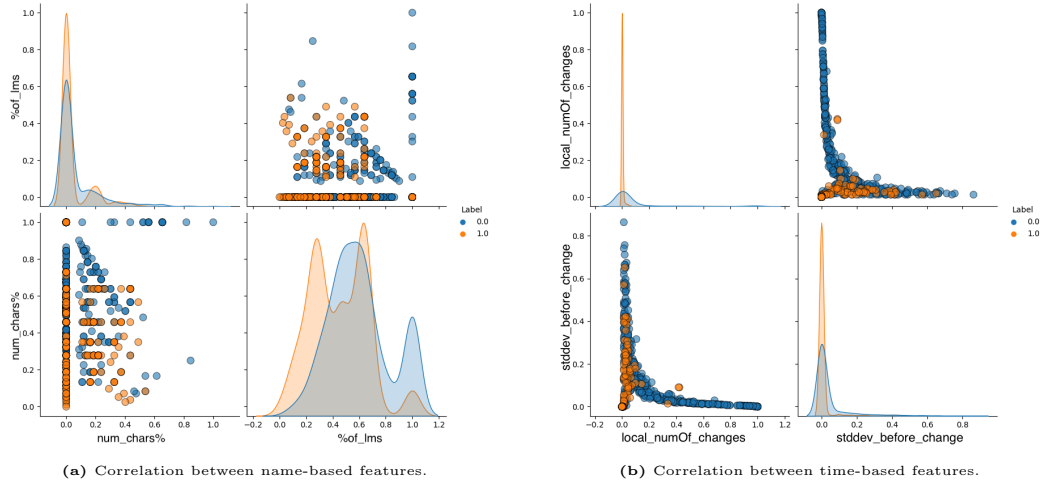 1.0
0.8
0.6
0.4
0.2
0.0
%of_lms
1.0
0.8
0.6
0.4
0.2
0.0
num_chars%
0.0 0.2 0.4 0.6 0.8 1.0
num_chars%
−0.2 0.0 0.2 0.4 0.6 0.8 1.0 1.2
%of_lms
Label
0.0
1.0
(a) Correlation between name-based features.
1.0
0.8
0.6
0.4
0.2
0.0
local_numOf_changes
0.8
0.6
0.4
0.2
0.0
stddev_before_change
0.0 0.2 0.4 0.6 0.8 1.0
local_numOf_changes
0.0 0.2 0.4 0.6 0.8
stddev_before_change
Label
0.0
1.0
(b) Correlation between time-based features.